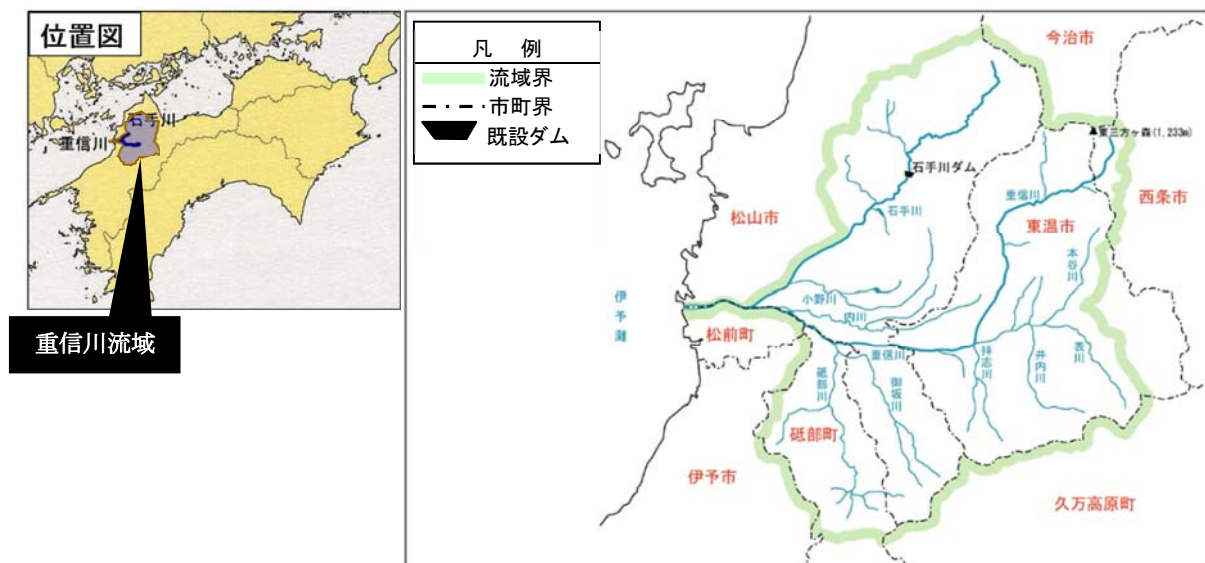 位置図
石手川
重信川
重信川流域
凡 例
流域界
市町界
既設ダム
今治市
東三方ヶ森(1,233m)
石手川ダム
西条市
重信川
石手川
松山市
東温市
本谷川
伊予灘
小野川
内川
松前町
重信川
拝志川
井内川
表川
砥部川
御坂川
砥部町
伊予市
久万高原町